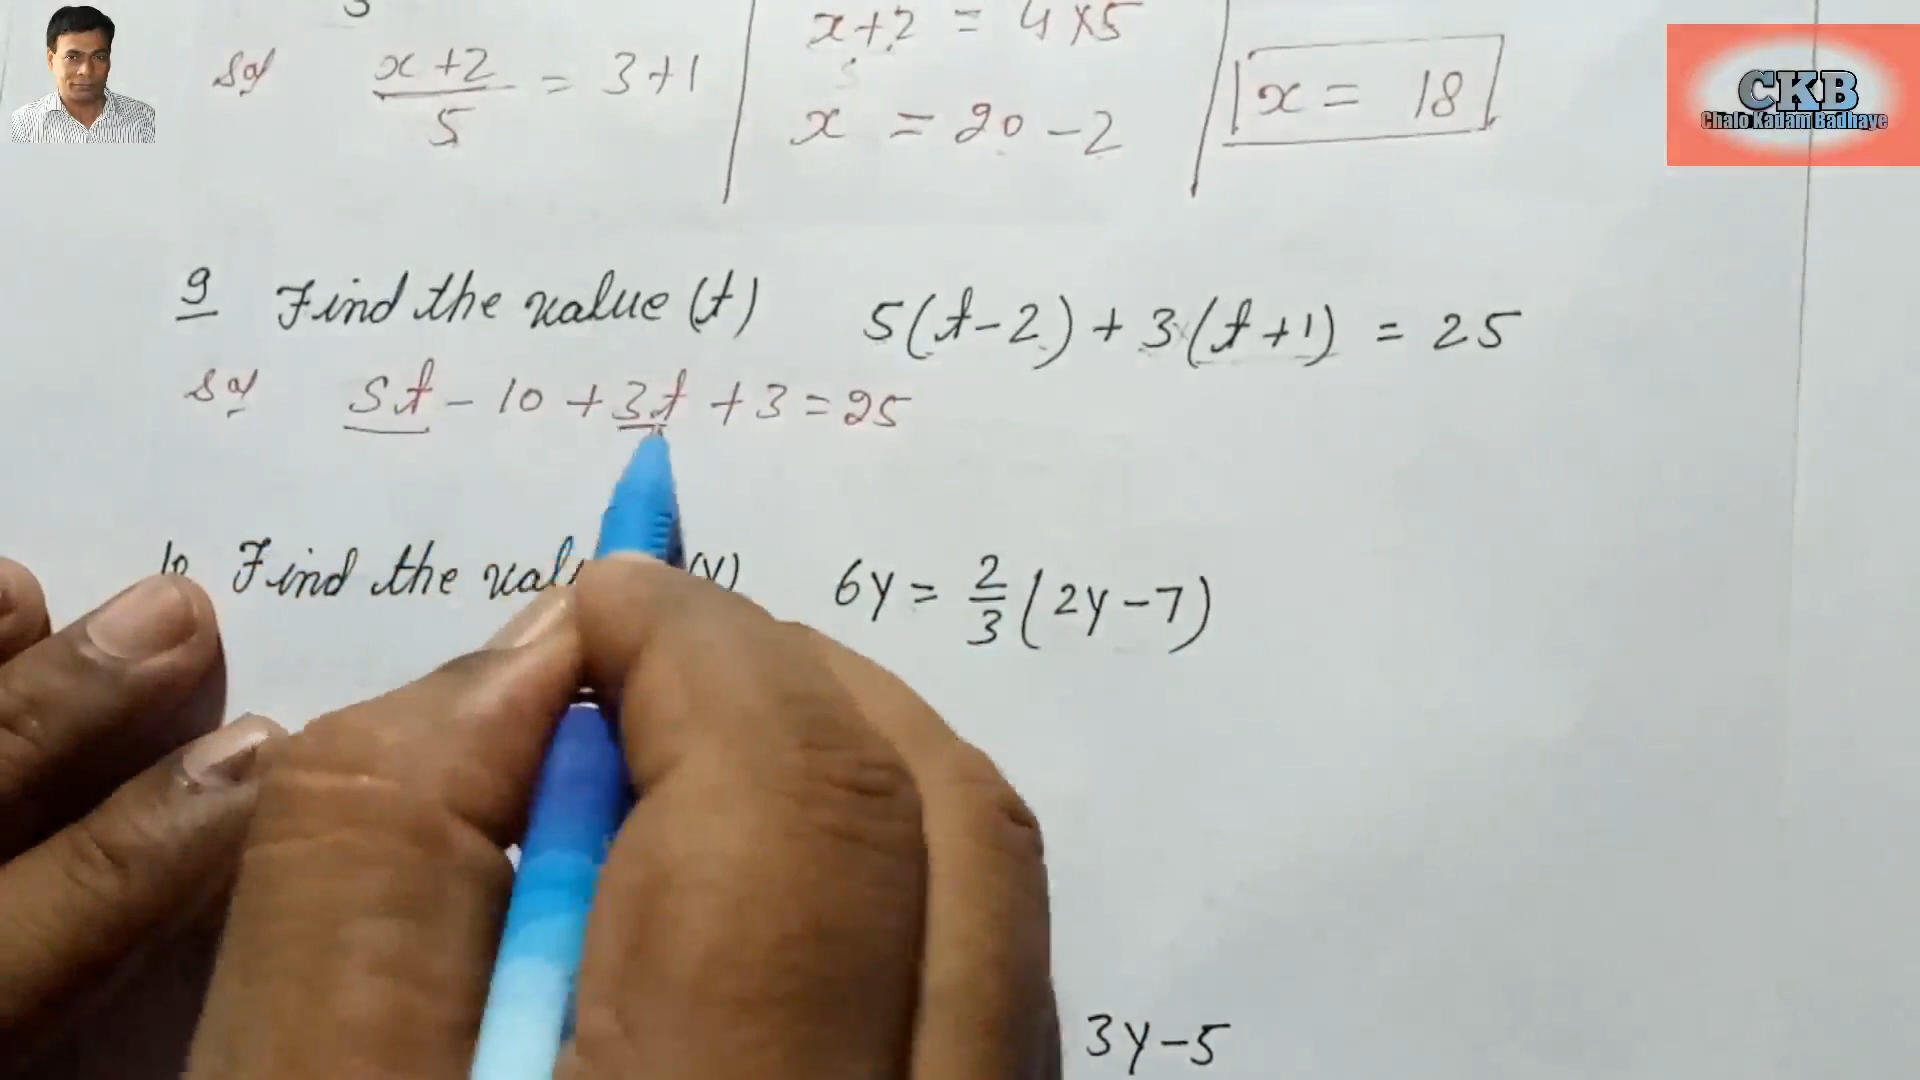 Sol x+2/5 = 3+1
x+2 = 4×5
x = 20-2
x = 18
CKB
Chalo Kadam Badhaye
9 Find the value (t) 5(t-2)+3(t+1) = 25
Sol 5t - 10 + 3t + 3 = 25
10 Find the (y) 6y = 2/3 (2y-7)
3y-5